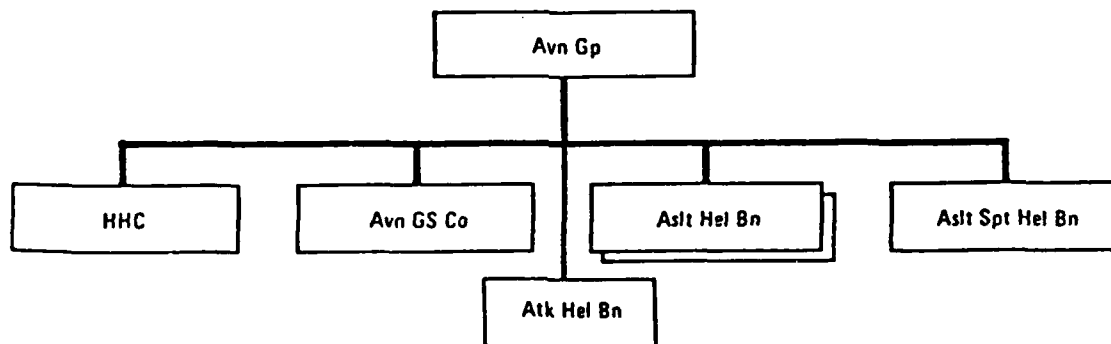 Avn Gp
HHC
Avn GS Co
Aslt Hel Bn
Aslt Spt Hel Bn
Atk Hel Bn